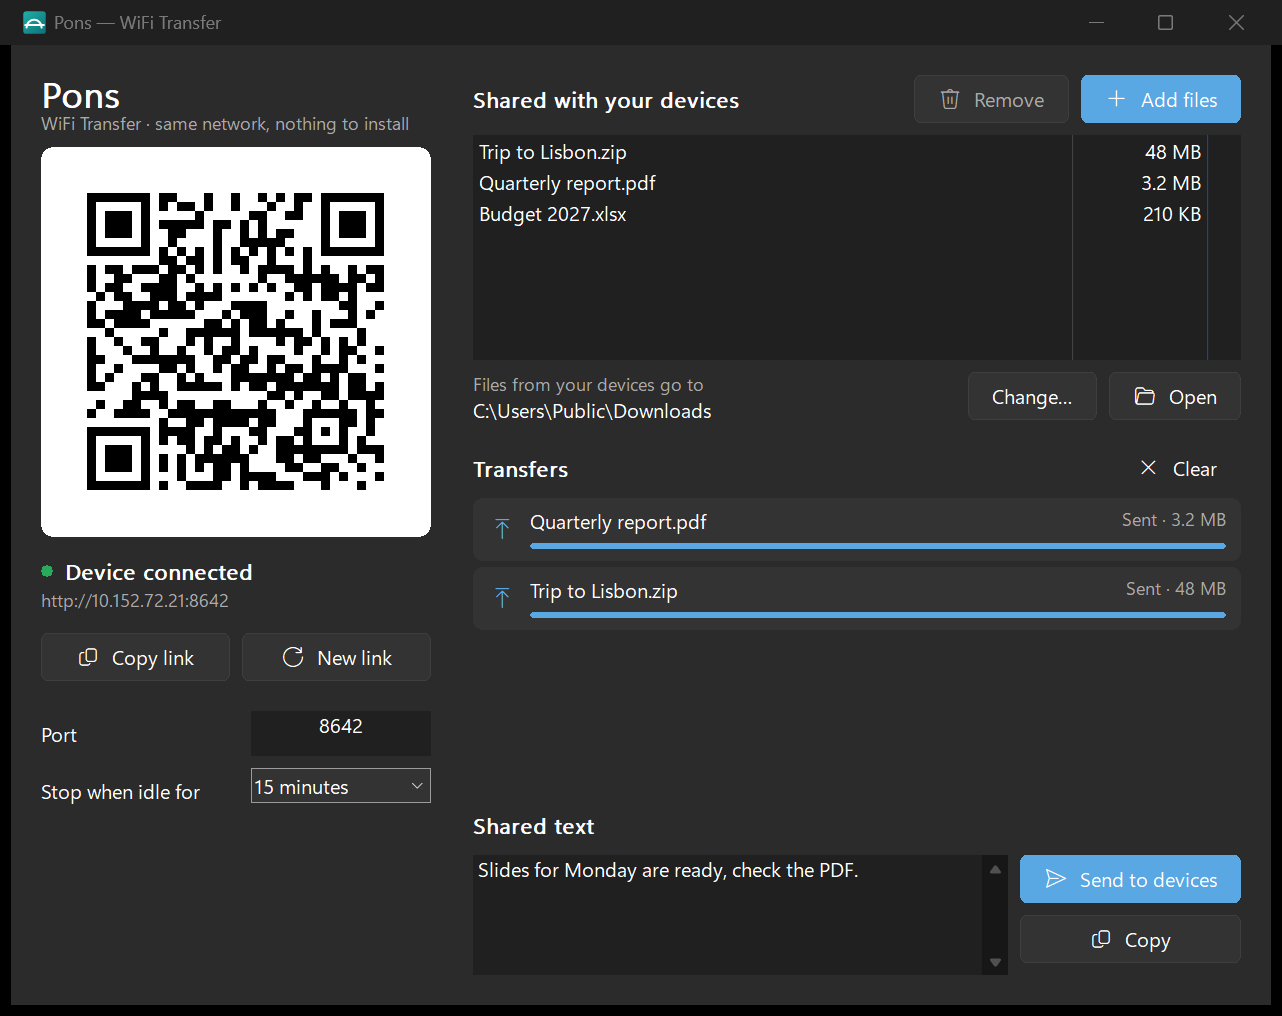 Pons — WiFi Transfer
Pons
WiFi Transfer · same network, nothing to install
Device connected
http://10.152.72.21:8642
Copy link
New link
Port
8642
Stop when idle for
15 minutes
Shared with your devices
Remove
Add files
Trip to Lisbon.zip 48 MB
Quarterly report.pdf 3.2 MB
Budget 2027.xlsx 210 KB
Files from your devices go to
C:\Users\Public\Downloads
Change...
Open
Transfers
Clear
Quarterly report.pdf Sent · 3.2 MB
Trip to Lisbon.zip Sent · 48 MB
Shared text
Slides for Monday are ready, check the PDF.
Send to devices
Copy